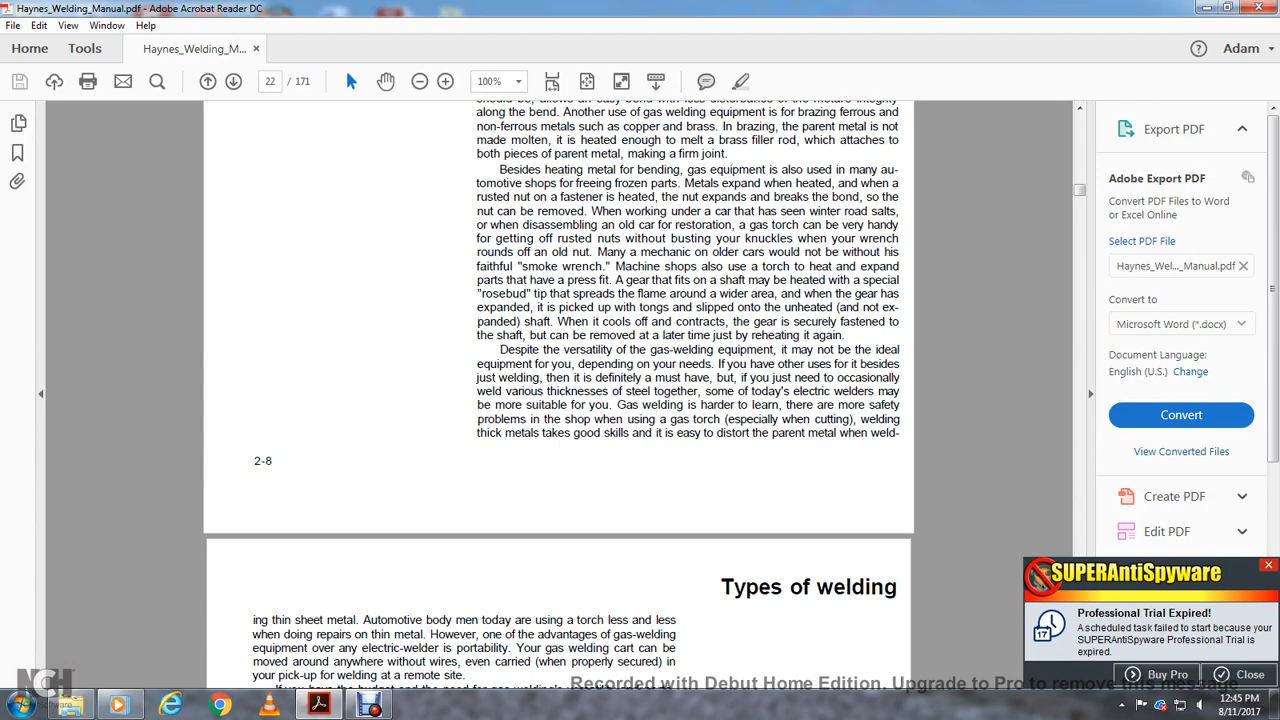 Haynes_Welding_Manual.pdf - Adobe Acrobat Reader DC
File Edit View Window Help
Home Tools Haynes_Welding_M... × Adam
22 / 171 100%
along the bend. Another use of gas welding equipment is for brazing ferrous and
non-ferrous metals such as copper and brass. In brazing, the parent metal is not
made molten, it is heated enough to melt a brass filler rod, which attaches to
both pieces of parent metal, making a firm joint.
Besides heating metal for bending, gas equipment is also used in many au-
tomotive shops for freeing frozen parts. Metals expand when heated, and when a
rusted nut on a fastener is heated, the nut expands and breaks the bond, so the
nut can be removed. When working under a car that has seen winter road salts,
or when disassembling an old car for restoration, a gas torch can be very handy
for getting off rusted nuts without busting your knuckles when your wrench
rounds off an old nut. Many a mechanic on older cars would not be without his
faithful "smoke wrench." Machine shops also use a torch to heat and expand
parts that have a press fit. A gear that fits on a shaft may be heated with a special
"rosebud" tip that spreads the flame around a wider area, and when the gear has
expanded, it is picked up with tongs and slipped onto the unheated (and not ex-
panded) shaft. When it cools off and contracts, the gear is securely fastened to
the shaft, but can be removed at a later time just by reheating it again.
Despite the versatility of the gas-welding equipment, it may not be the ideal
equipment for you, depending on your needs. If you have other uses for it besides
just welding, then it is definitely a must have, but, if you just need to occasionally
weld various thicknesses of steel together, some of today's electric welders may
be more suitable for you. Gas welding is harder to learn, there are more safety
problems in the shop when using a gas torch (especially when cutting), welding
thick metals takes good skills and it is easy to distort the parent metal when weld-
2-8
Types of welding
ing thin sheet metal. Automotive body men today are using a torch less and less
when doing repairs on thin metal. However, one of the advantages of gas-welding
equipment over any electric-welder is portability. Your gas welding cart can be
moved around anywhere without wires, even carried (when properly secured) in
your pick-up for welding at a remote site.
Export PDF
Adobe Export PDF
Convert PDF Files to Word
or Excel Online
Select PDF File
Haynes_Wel..._Manual.pdf
Convert to
Microsoft Word (*.docx)
Document Language:
English (U.S.) Change
Convert
View Converted Files
Create PDF
Edit PDF
SUPERAntiSpyware
Professional Trial Expired!
A scheduled task failed to start because your
SUPERAntiSpyware Professional Trial is
expired.
17
Buy Pro Close
NCH
Software
Recorded with Debut Home Edition. Upgrade to Pro to remove this message
12:45 PM
8/11/2017